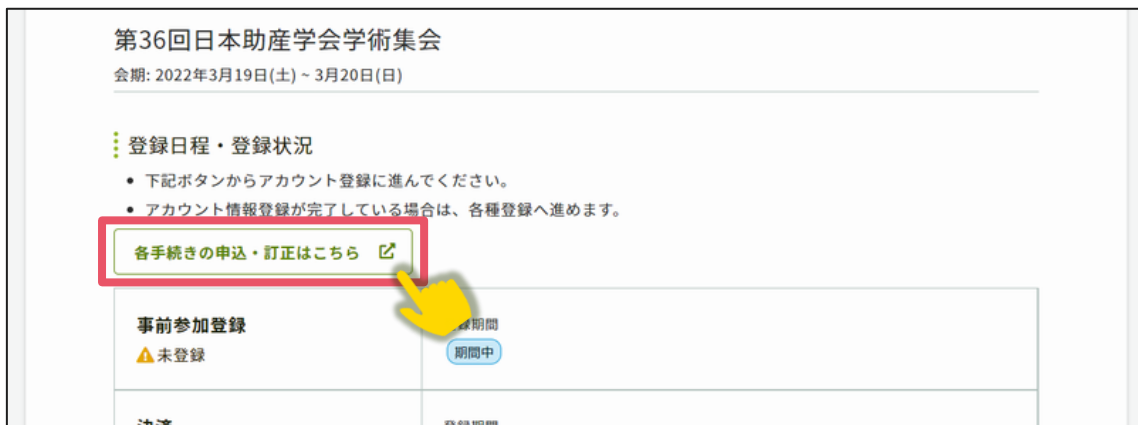 第36回日本助産学会学術集会
会期: 2022年3月19日(土) ~ 3月20日(日)
登録日程・登録状況
• 下記ボタンからアカウント登録に進んでください。
• アカウント情報登録が完了している場合は、各種登録へ進めます。
各手続きの申込・訂正はこちら
事前参加登録
録期間
未登録
期間中